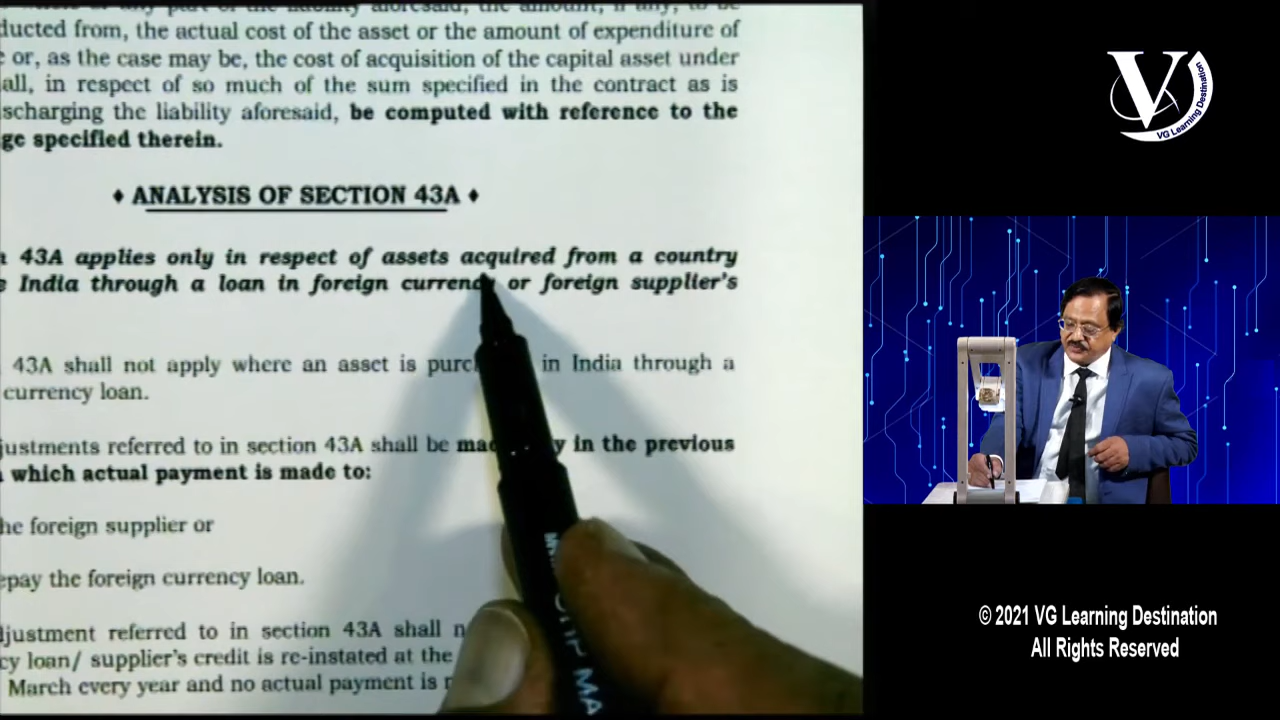 ducted from, the actual cost of the asset or the amount of expenditure of
or, as the case may be, the cost of acquisition of the capital asset under
all, in respect of so much of the sum specified in the contract as is
scharging the liability aforesaid, be computed with reference to the
ge specified therein.
♦ ANALYSIS OF SECTION 43A ♦
43A applies only in respect of assets acquired from a country
India through a loan in foreign currency or foreign supplier's
43A shall not apply where an asset is purc in India through a
currency loan.
justments referred to in section 43A shall be made y in the previous
which actual payment is made to:
he foreign supplier or
epay the foreign currency loan.
djustment referred to in section 43A shall n
cy loan/ supplier's credit is re-instated at the
March every year and no actual payment is
V
VG Learning Destination
© 2021 VG Learning Destination
All Rights Reserved